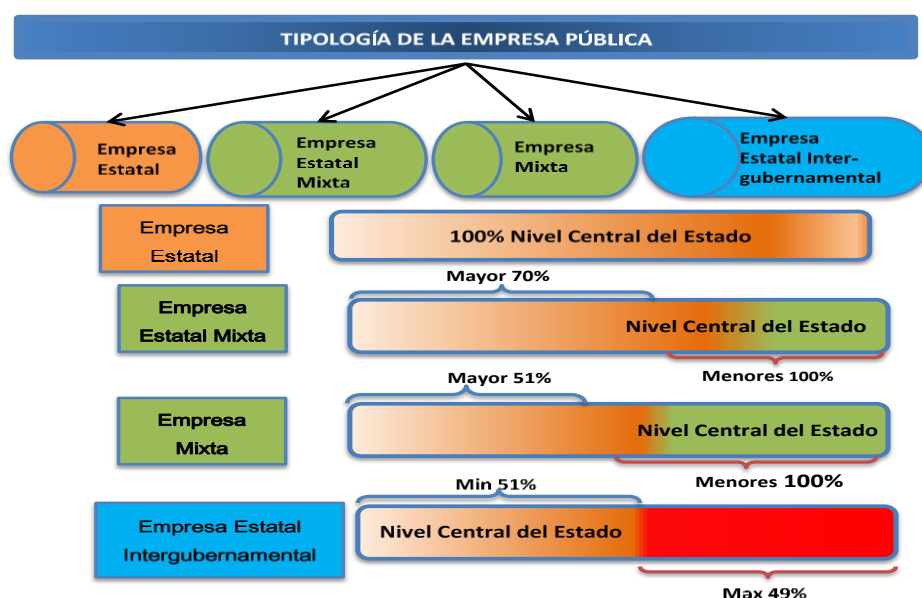 TIPOLOGÍA DE LA EMPRESA PÚBLICA
Empresa
Estatal
Empresa
Estatal
Mixta
Empresa
Mixta
Empresa
Estatal Inter-
gubernamental
Empresa
Estatal
100% Nivel Central del Estado
Mayor 70%
Empresa
Estatal Mixta
Nivel Central del Estado
Menores 100%
Mayor 51%
Empresa
Mixta
Nivel Central del Estado
Menores 100%
Min 51%
Empresa Estatal
Intergubernamental
Nivel Central del Estado
Max 49%